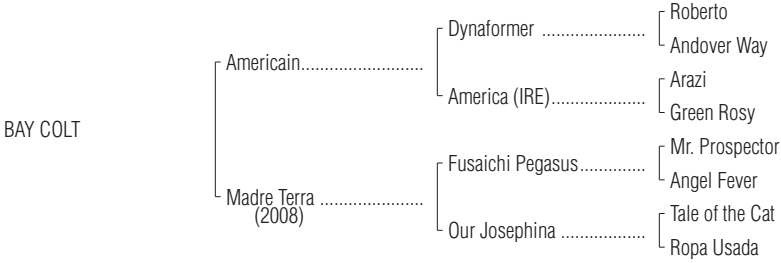 Roberto
Dynaformer ......................
Andover Way
Americain.........................
Arazi
America (IRE)....................
Green Rosy
BAY COLT
Mr. Prospector
Fusaichi Pegasus..............
Angel Fever
Madre Terra ......................
(2008)
Tale of the Cat
Our Josephina ..................
Ropa Usada